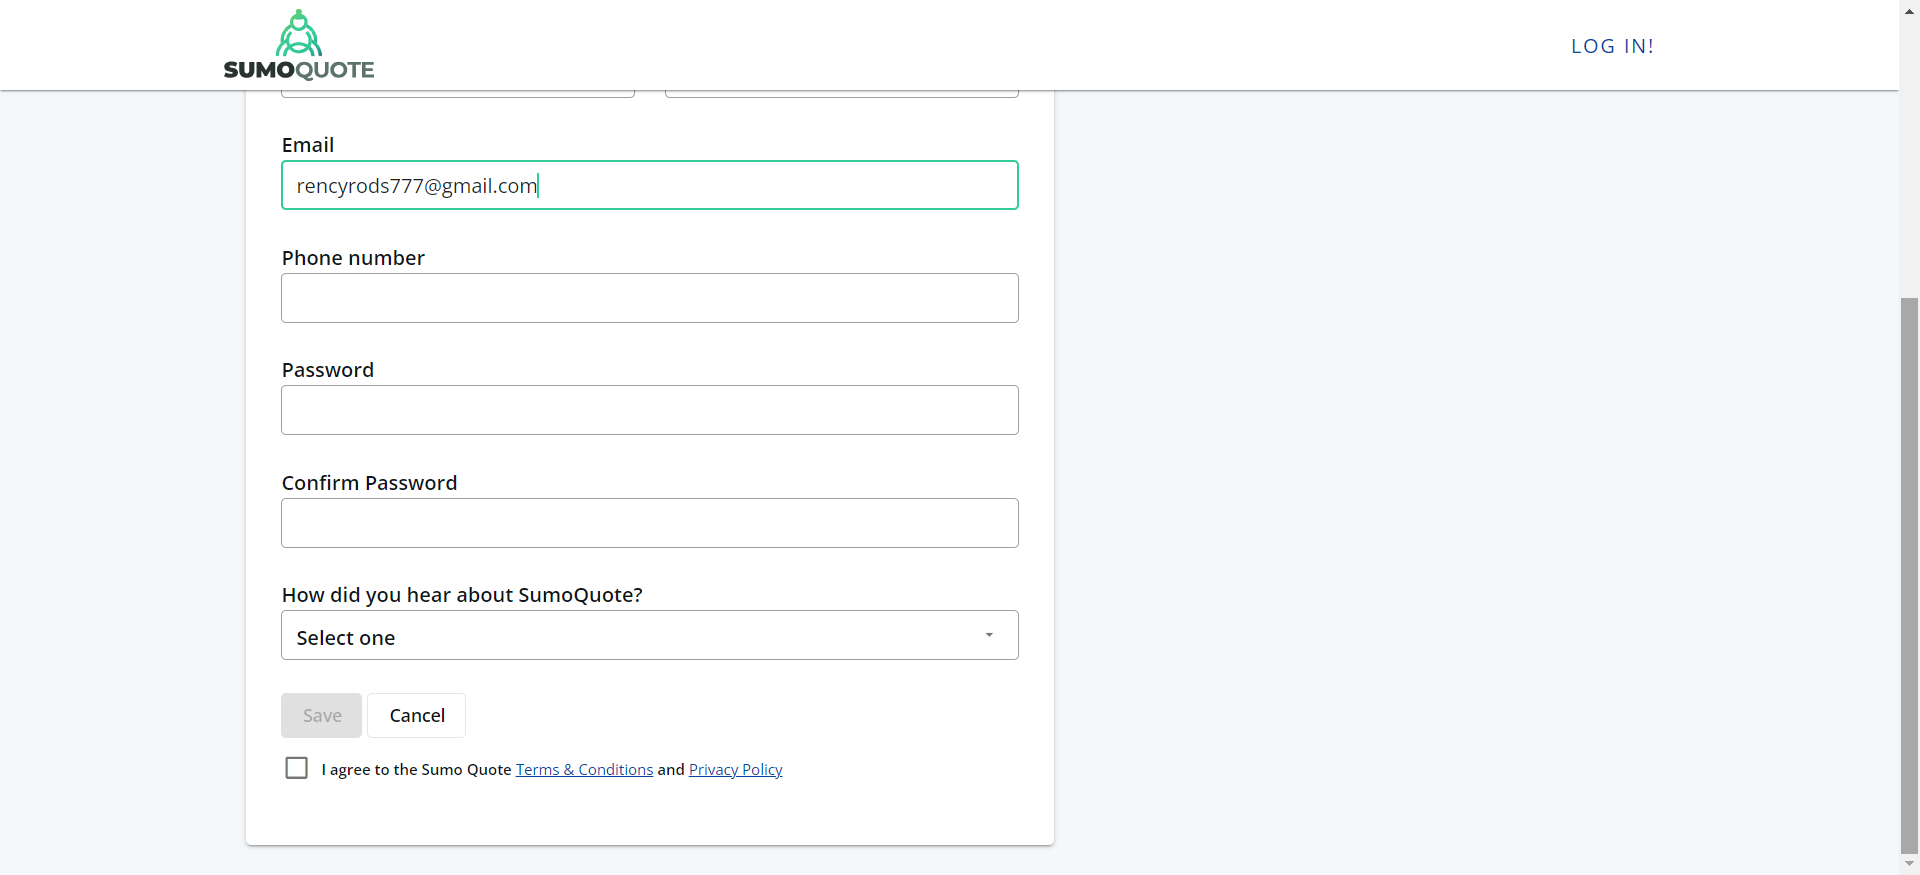 SUMOQUOTE
LOG IN!
Email
rencyrods777@gmail.com
Phone number
Password
Confirm Password
How did you hear about SumoQuote?
Select one
Save
Cancel
I agree to the Sumo Quote Terms & Conditions and Privacy Policy